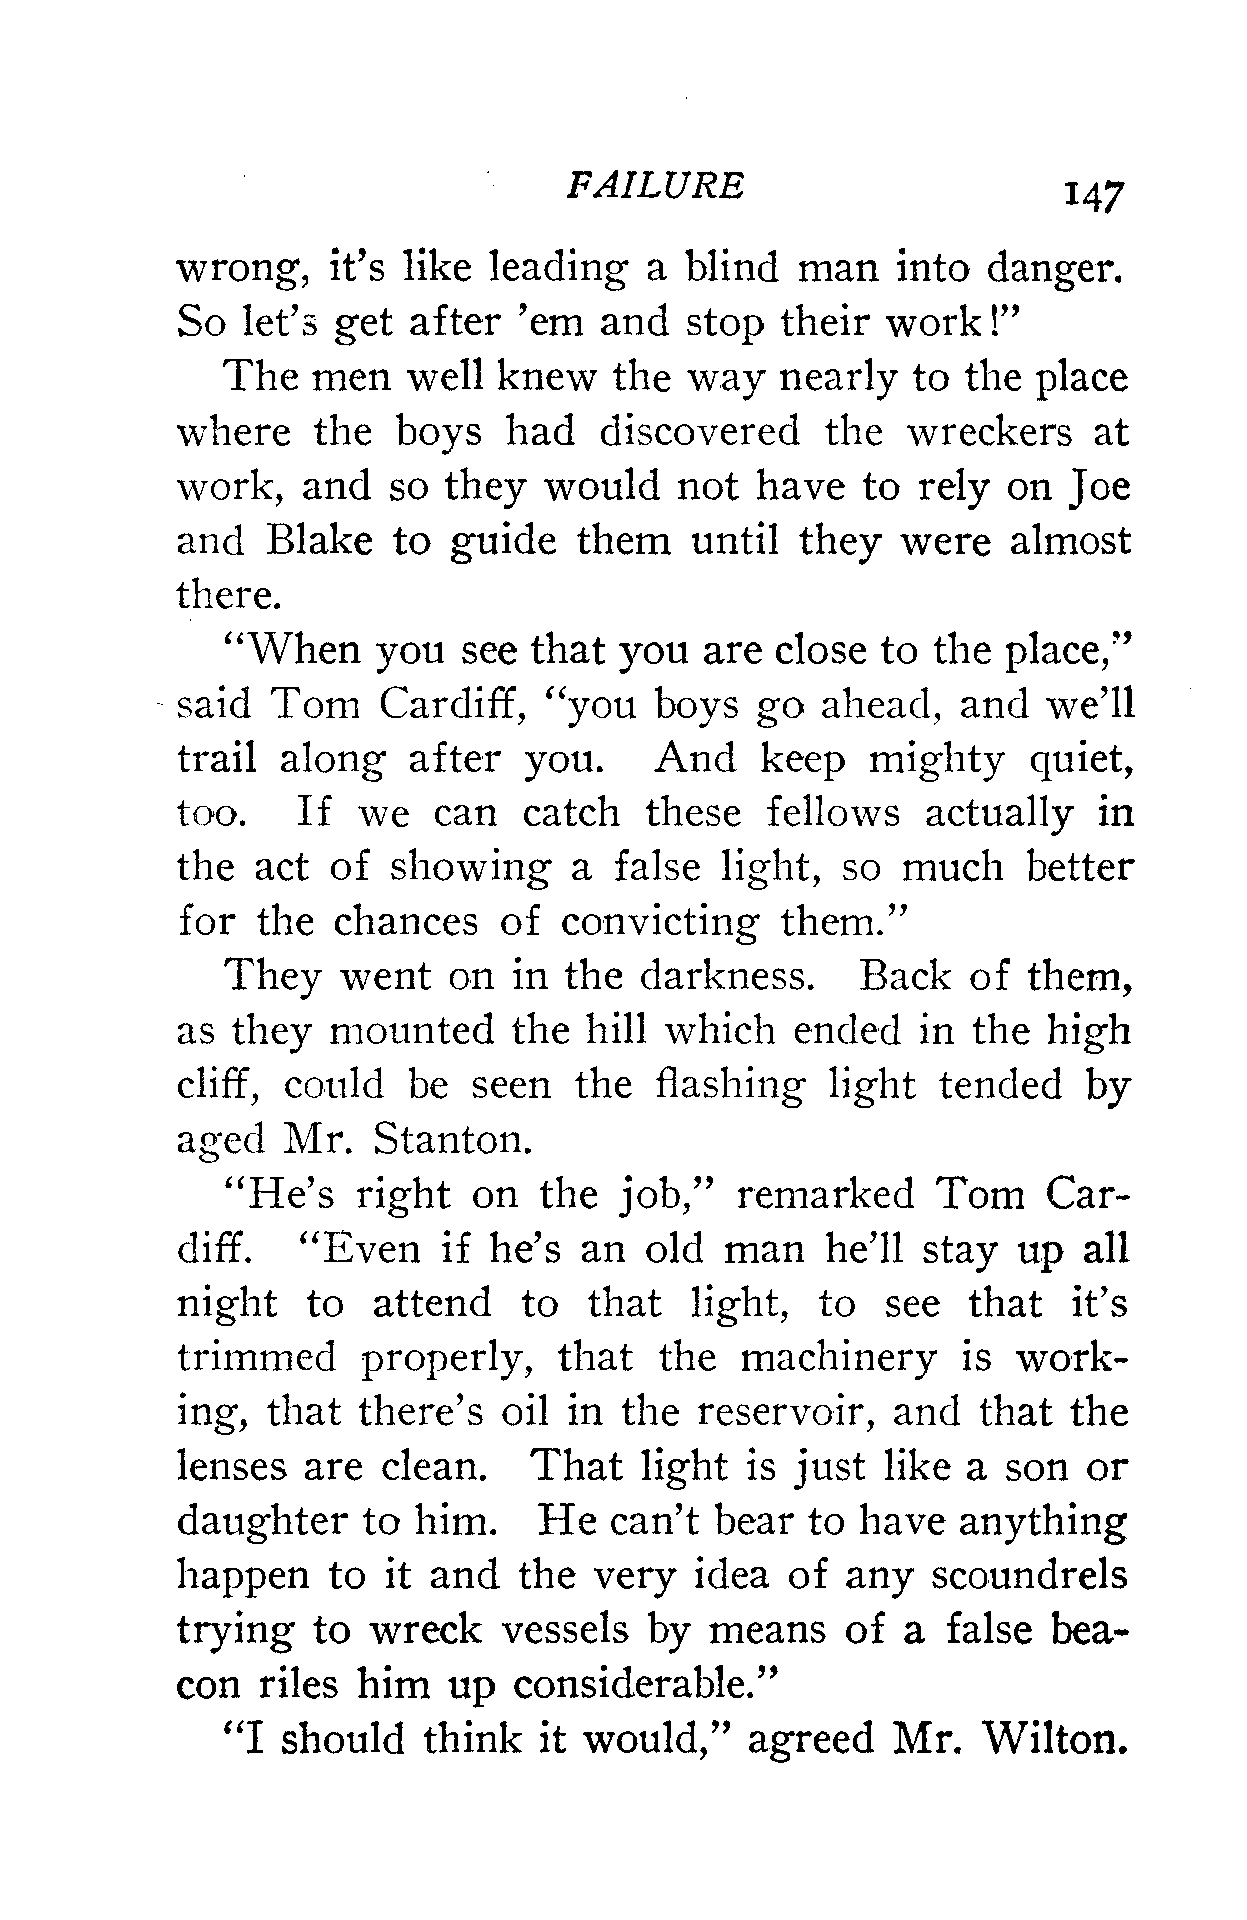 FAILURE 147
wrong, it's like leading a blind man into danger.
So let's get after 'em and stop their work!"
The men well knew the way nearly to the place
where the boys had discovered the wreckers at
work, and so they would not have to rely on Joe
and Blake to guide them until they were almost
there.
"When you see that you are close to the place,"
said Tom Cardiff, "you boys go ahead, and we'll
trail along after you. And keep mighty quiet,
too. If we can catch these fellows actually in
the act of showing a false light, so much better
for the chances of convicting them."
They went on in the darkness. Back of them,
as they mounted the hill which ended in the high
cliff, could be seen the flashing light tended by
aged Mr. Stanton.
"He's right on the job," remarked Tom Car-
diff. "Even if he's an old man he'll stay up all
night to attend to that light, to see that it's
trimmed properly, that the machinery is work-
ing, that there's oil in the reservoir, and that the
lenses are clean. That light is just like a son or
daughter to him. He can't bear to have anything
happen to it and the very idea of any scoundrels
trying to wreck vessels by means of a false bea-
con riles him up considerable."
"I should think it would," agreed Mr. Wilton.